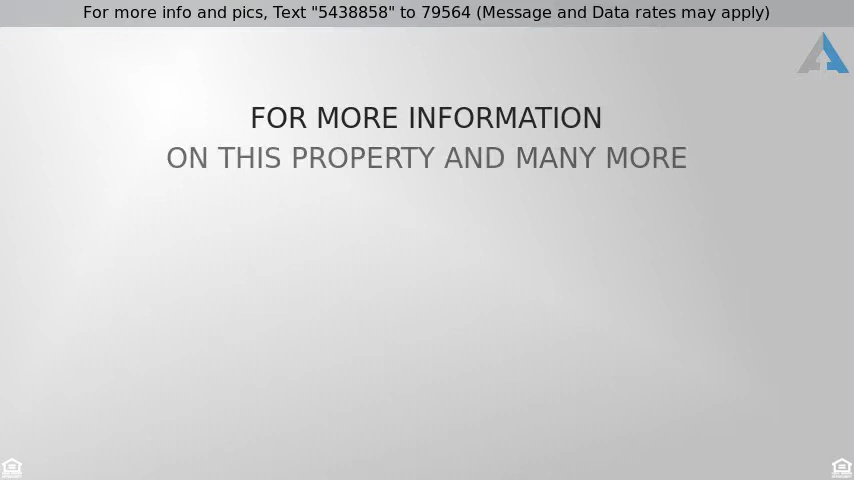 For more info and pics, Text "5438858" to 79564 (Message and Data rates may apply)
FOR MORE INFORMATION
ON THIS PROPERTY AND MANY MORE